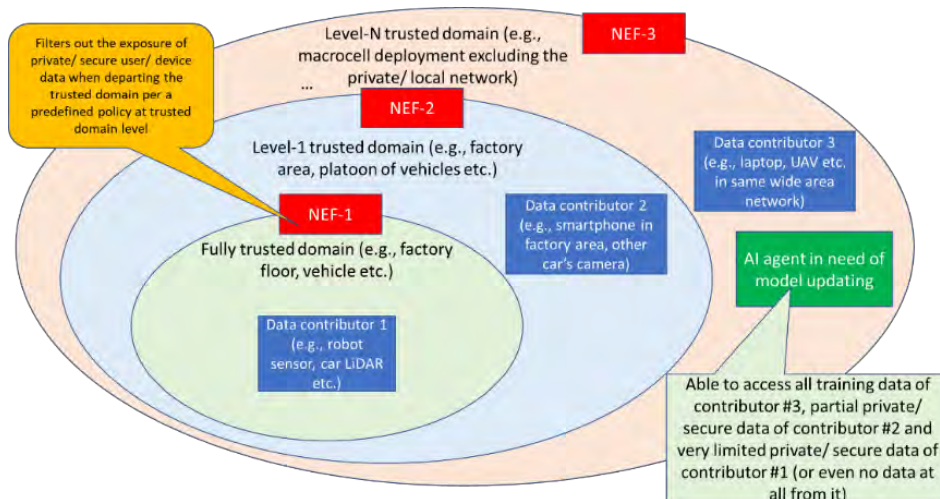 Filters out the exposure of
private/ secure user/ device
data when departing the
trusted domain per a
predefined policy at trusted
domain level
Level-N trusted domain (e.g.,
macrocell deployment excluding
the private/ local network)
...
NEF-3
NEF-2
Level-1 trusted domain (e.g., factory
area, platoon of vehicles etc.)
NEF-1
Fully trusted domain (e.g., factory
floor, vehicle etc.)
Data contributor 1
(e.g., robot
sensor, car LiDAR
etc.)
Data contributor 2
(e.g., smartphone in
factory area, other
car's camera)
Data contributor 3
(e.g., laptop, UAV etc.
in same wide area
network)
AI agent in need of
model updating
Able to access all training data of
contributor #3, partial private/
secure data of contributor #2 and
very limited private/ secure data of
contributor #1 (or even no data at
all from it)